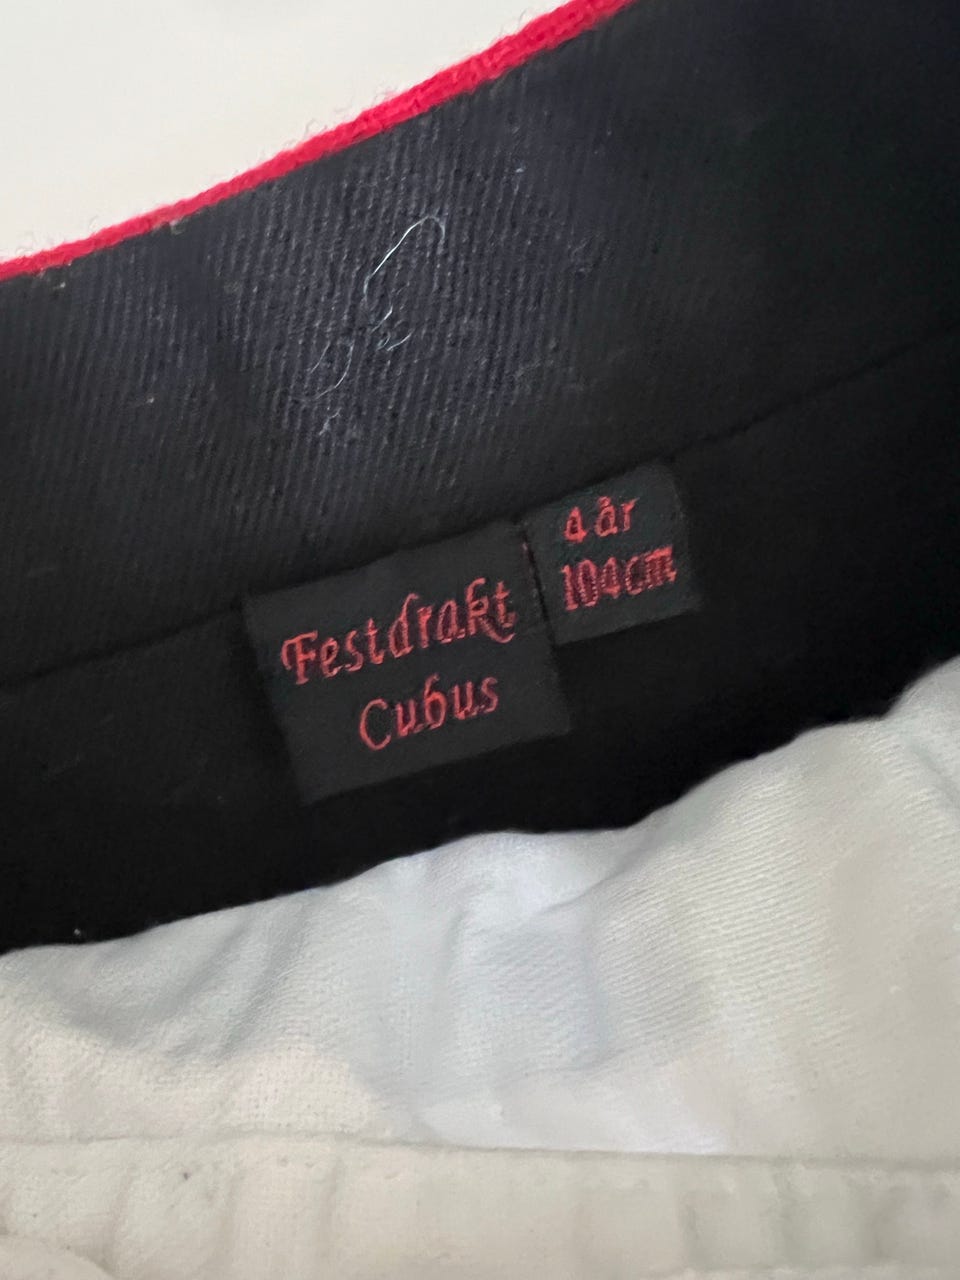 Festdrakt
Cubus
4 år
104cm